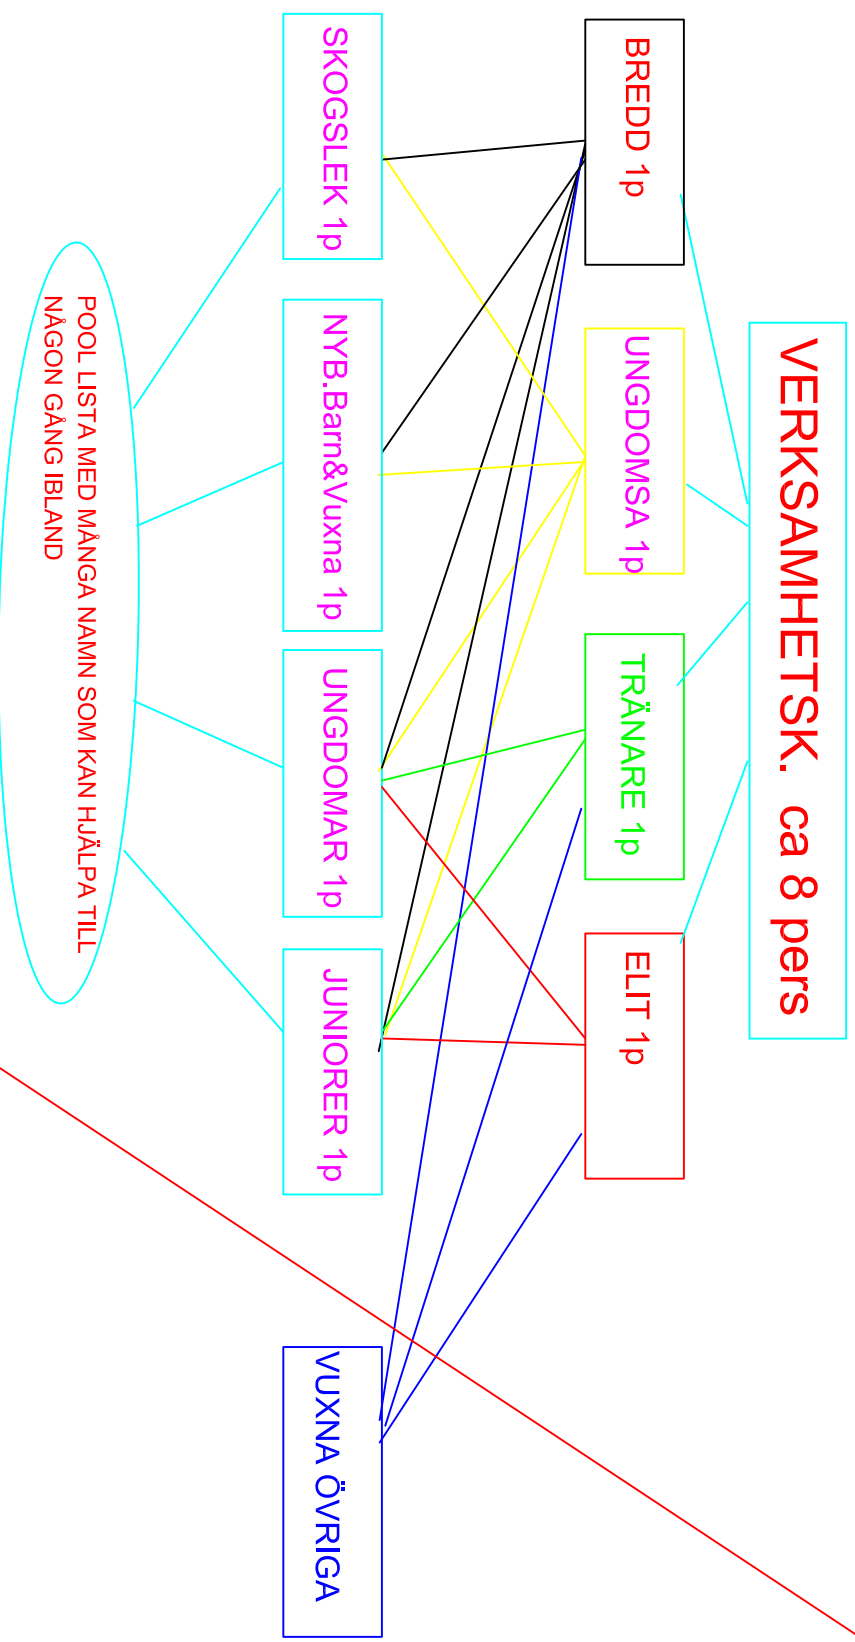 VERKSAMHETSK. ca 8 pers
BREDD 1p
UNGDOMSA 1p
TRÄNARE 1p
ELIT 1p
SKOGSLEK 1p
NYB.Barn&Vuxna 1p
UNGDOMAR 1p
JUNIORER 1p
VUXNA ÖVRIGA
POOL LISTA MED MÅNGA NAMN SOM KAN HJÄLPA TILL
NÅGON GÅNG IBLAND